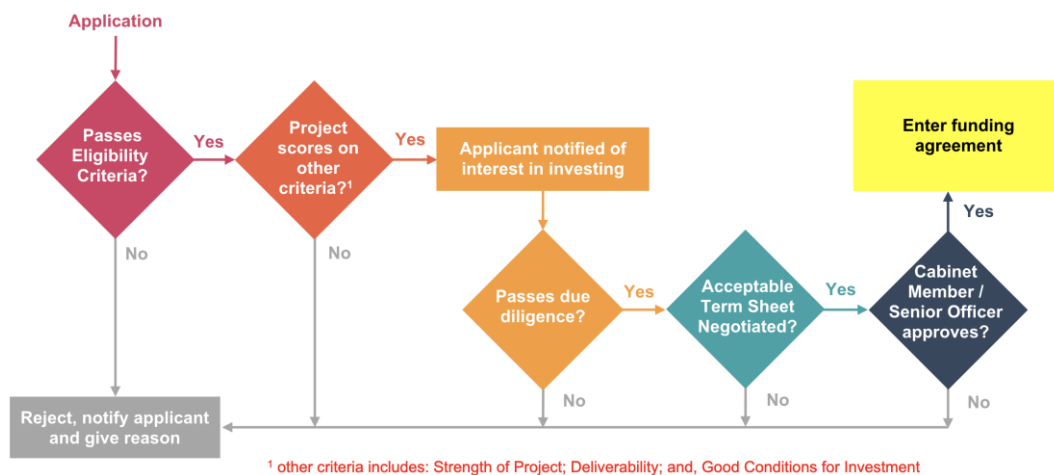 Application
Passes
Eligibility
Criteria?
Yes
Project
scores on
other
criteria?¹
Yes
Applicant notified of
interest in investing
Enter funding
agreement
No
No
Passes due
diligence?
Yes
Acceptable
Term Sheet
Negotiated?
Yes
Cabinet
Member /
Senior Officer
approves?
Yes
No
No
No
Reject, notify applicant
and give reason
¹ other criteria includes: Strength of Project; Deliverability; and, Good Conditions for Investment